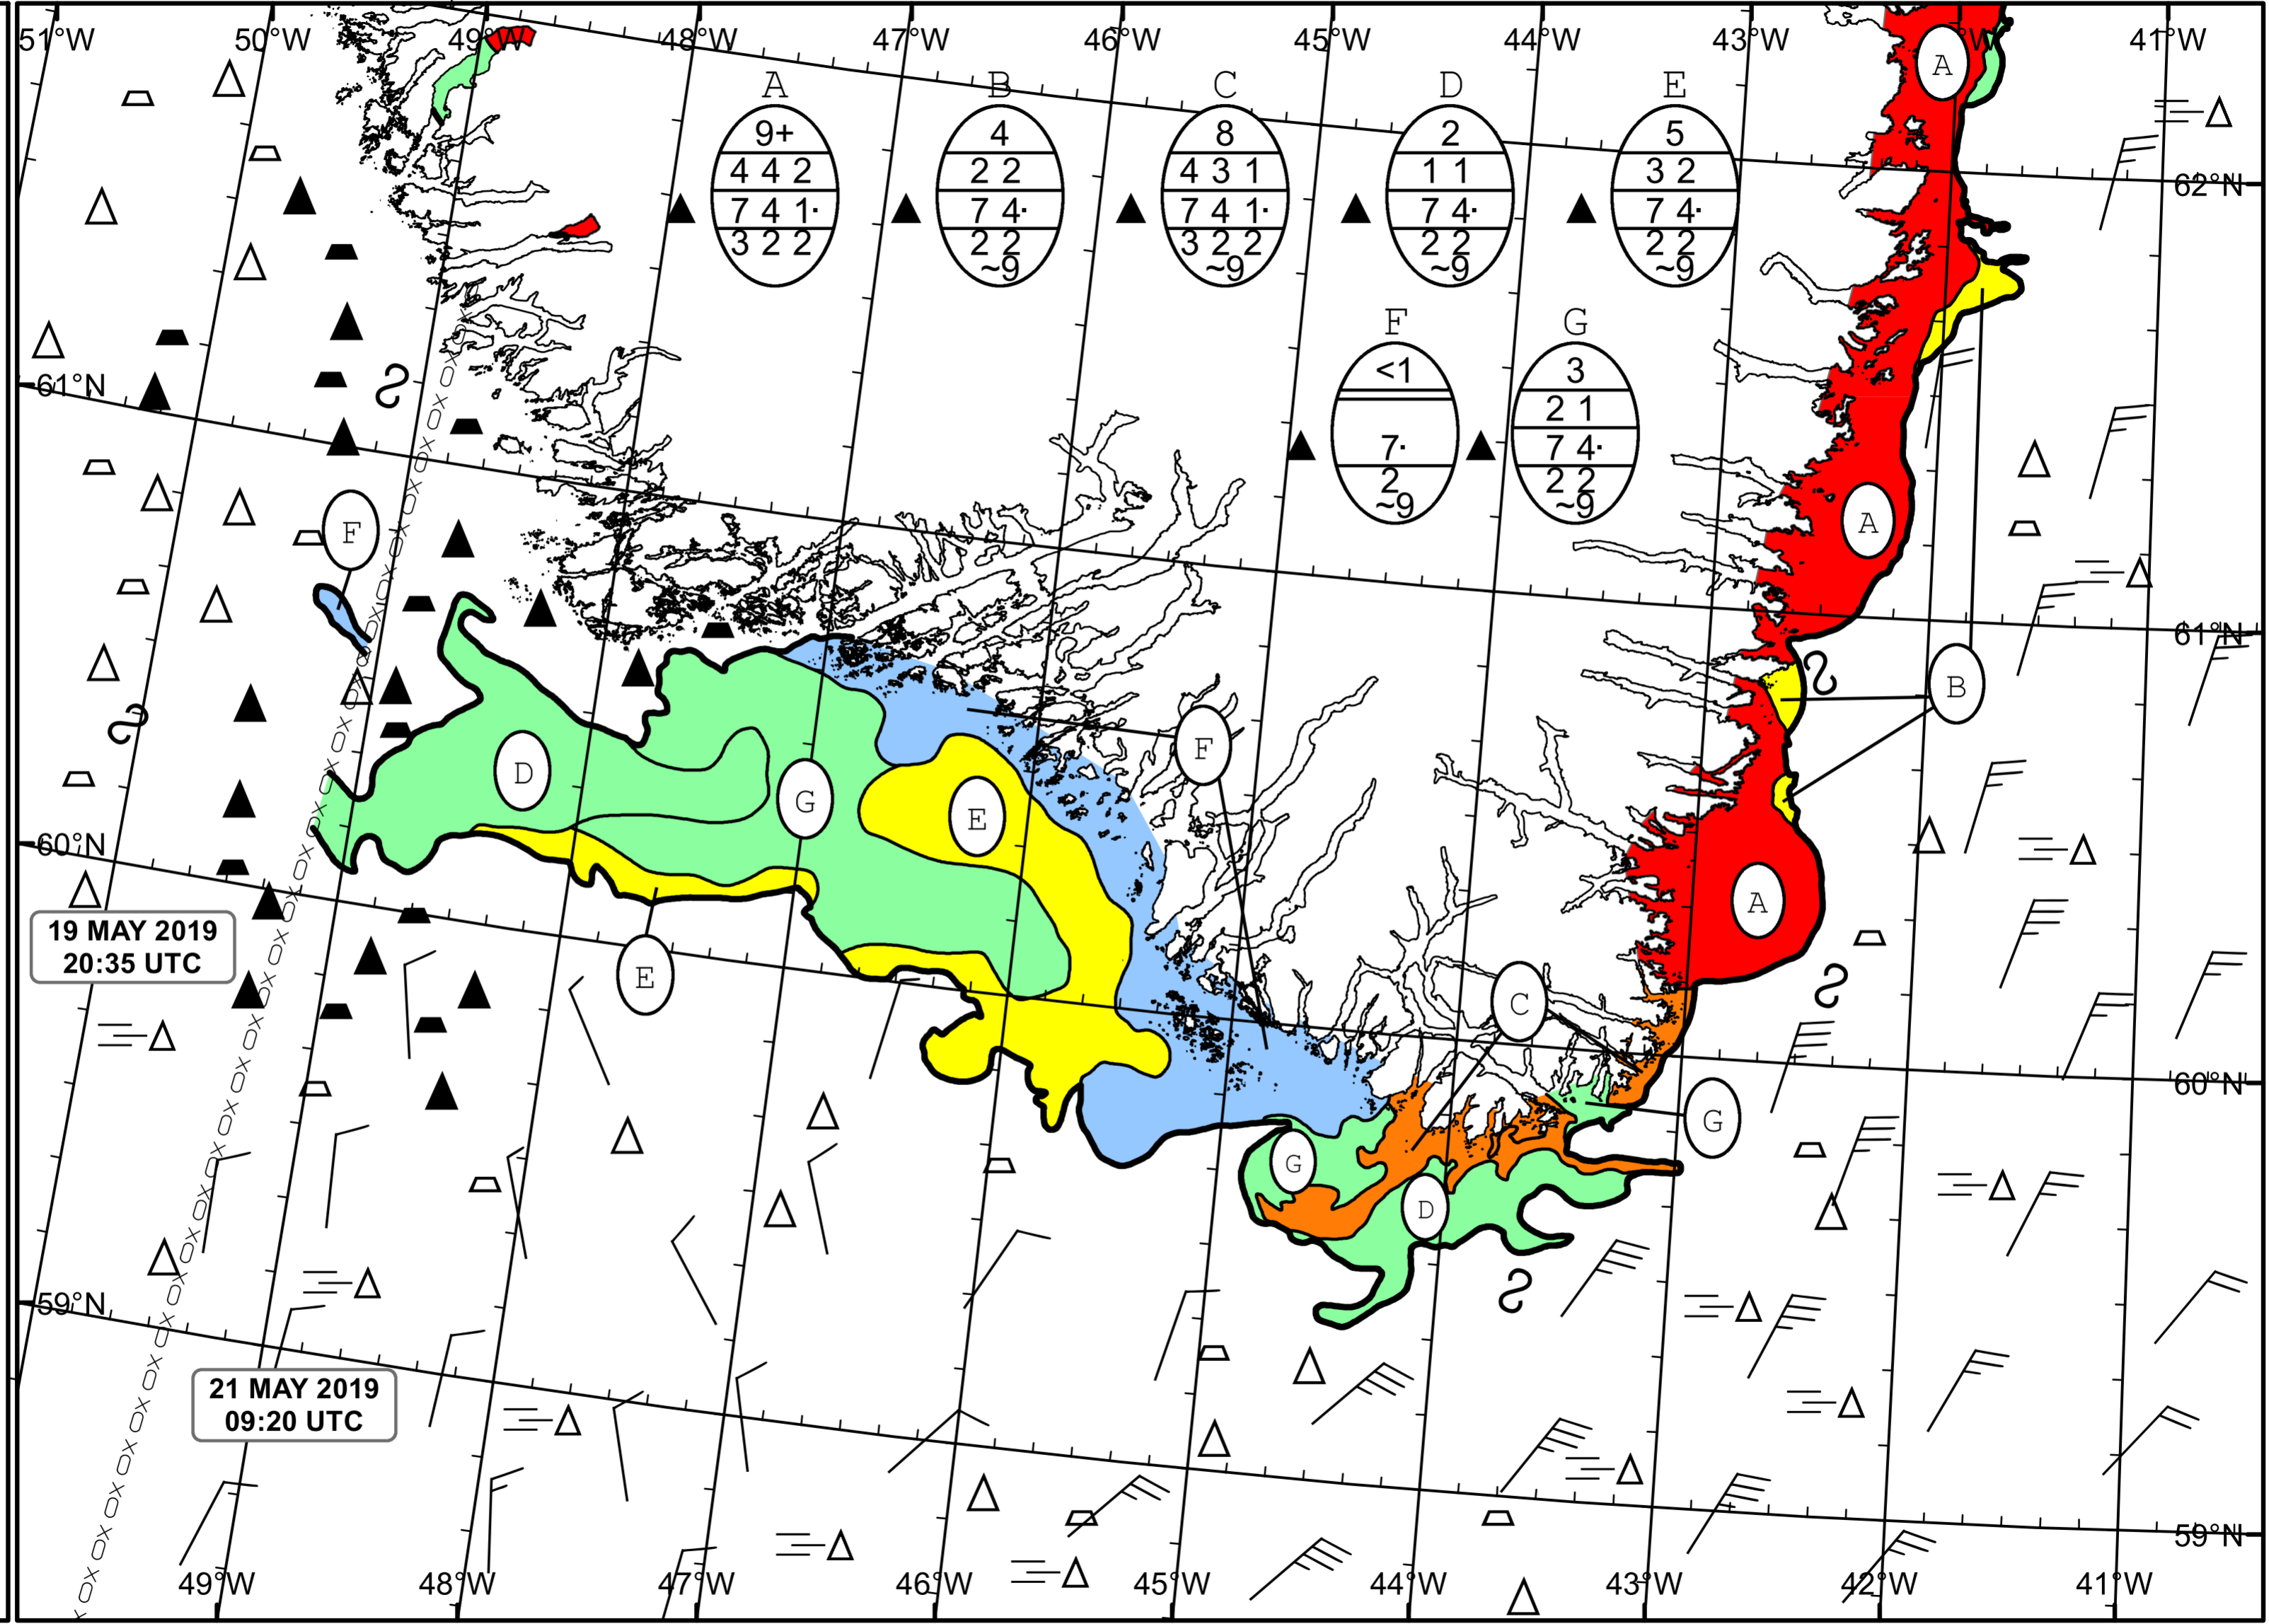 51°W 50°W 49°W 48°W 47°W 46°W 45°W 44°W 43°W W 41°W
A B C D E
9+ 4 8 2 5
4 4 2 2 2 4 3 1 1 1 3 2
7 4 1· 7 4· 7 4 1· 7 4· 7 4·
3 2 2 2 2 3 2 2 2 2 2 2
~9 ~9 ~9 ~9
A
62°N
F G
<1 3
2 1
7· 7 4·
2 2 2
~9 ~9
61°N
A
F
61°N
B
F
D G E
60°N
A
19 MAY 2019
20:35 UTC
E
C
60°N
G
G
D
59°N
21 MAY 2019
09:20 UTC
59°N
49°W 48°W 47°W 46°W 45°W 44°W 43°W 42°W 41°W